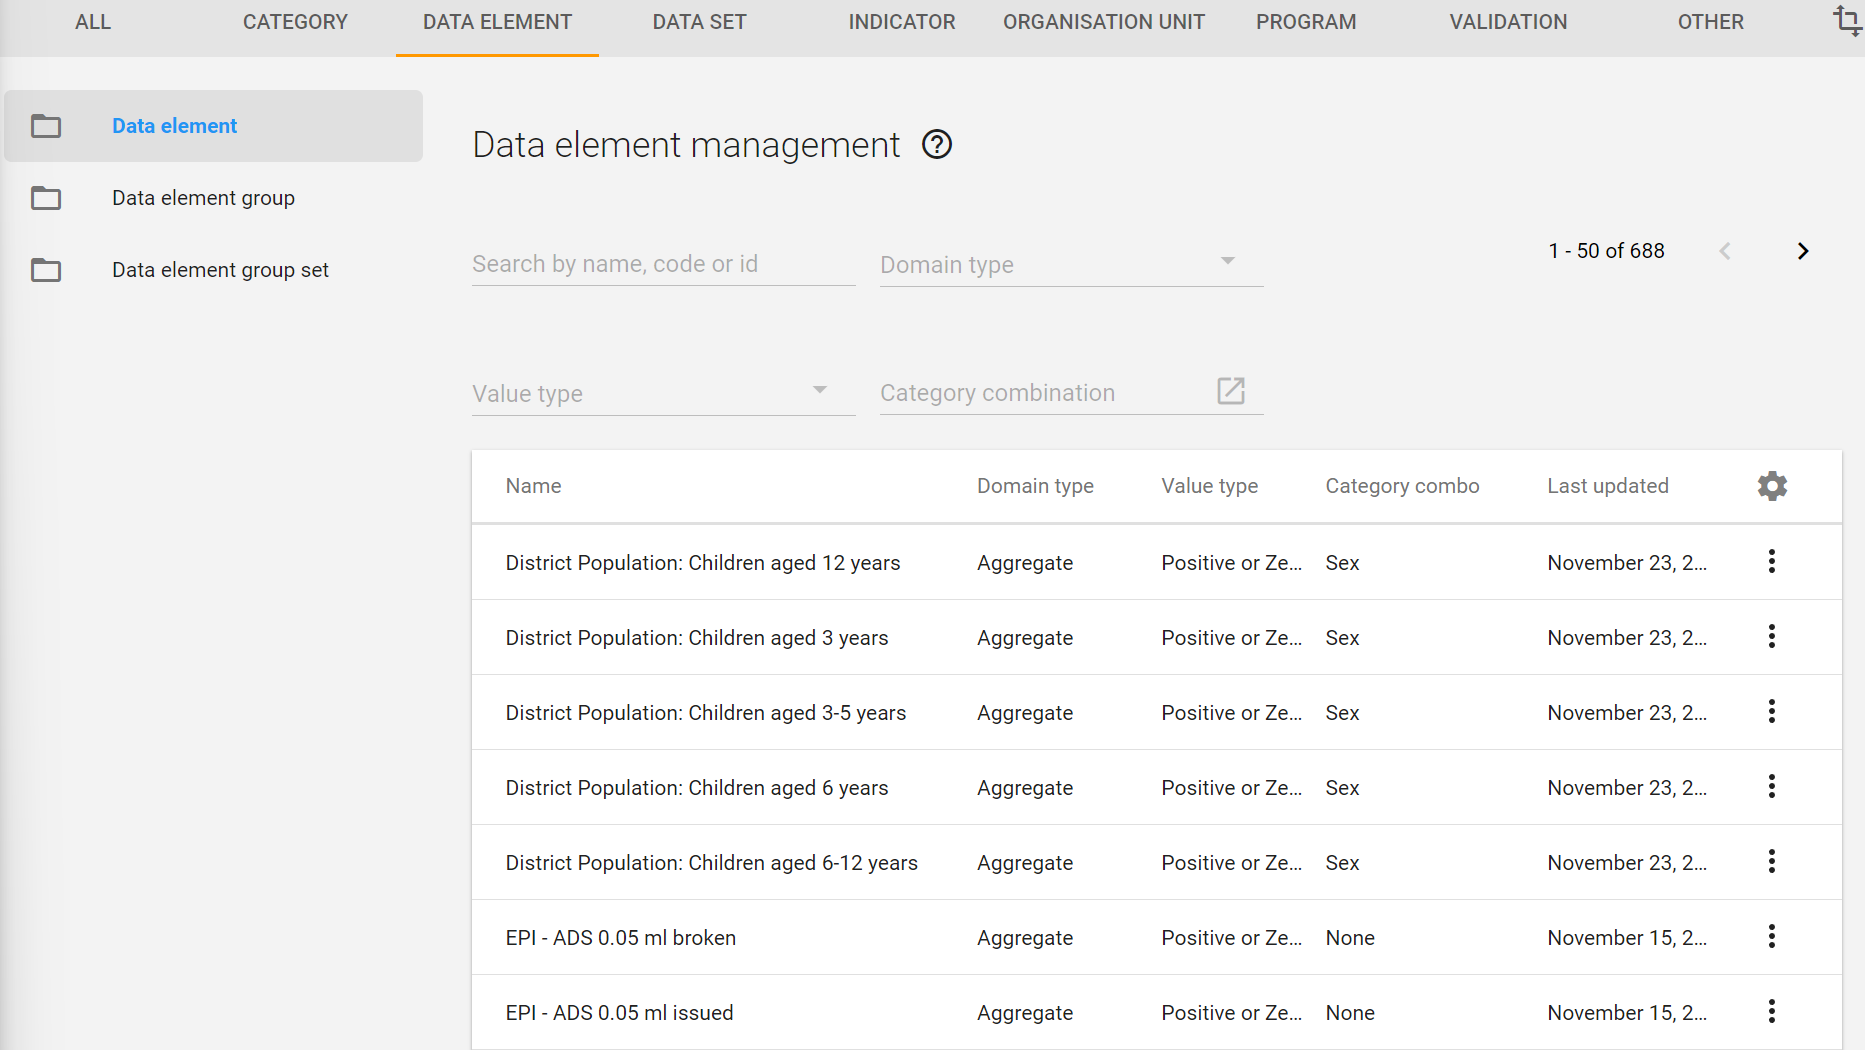 ALL CATEGORY DATA ELEMENT DATA SET INDICATOR ORGANISATION UNIT PROGRAM VALIDATION OTHER
Data element
Data element group
Data element group set
Data element management
Search by name, code or id Domain type 1 - 50 of 688
Value type Category combination
Name Domain type Value type Category combo Last updated
District Population: Children aged 12 years Aggregate Positive or Ze... Sex November 23, 2...
District Population: Children aged 3 years Aggregate Positive or Ze... Sex November 23, 2...
District Population: Children aged 3-5 years Aggregate Positive or Ze... Sex November 23, 2...
District Population: Children aged 6 years Aggregate Positive or Ze... Sex November 23, 2...
District Population: Children aged 6-12 years Aggregate Positive or Ze... Sex November 23, 2...
EPI - ADS 0.05 ml broken Aggregate Positive or Ze... None November 15, 2...
EPI - ADS 0.05 ml issued Aggregate Positive or Ze... None November 15, 2...